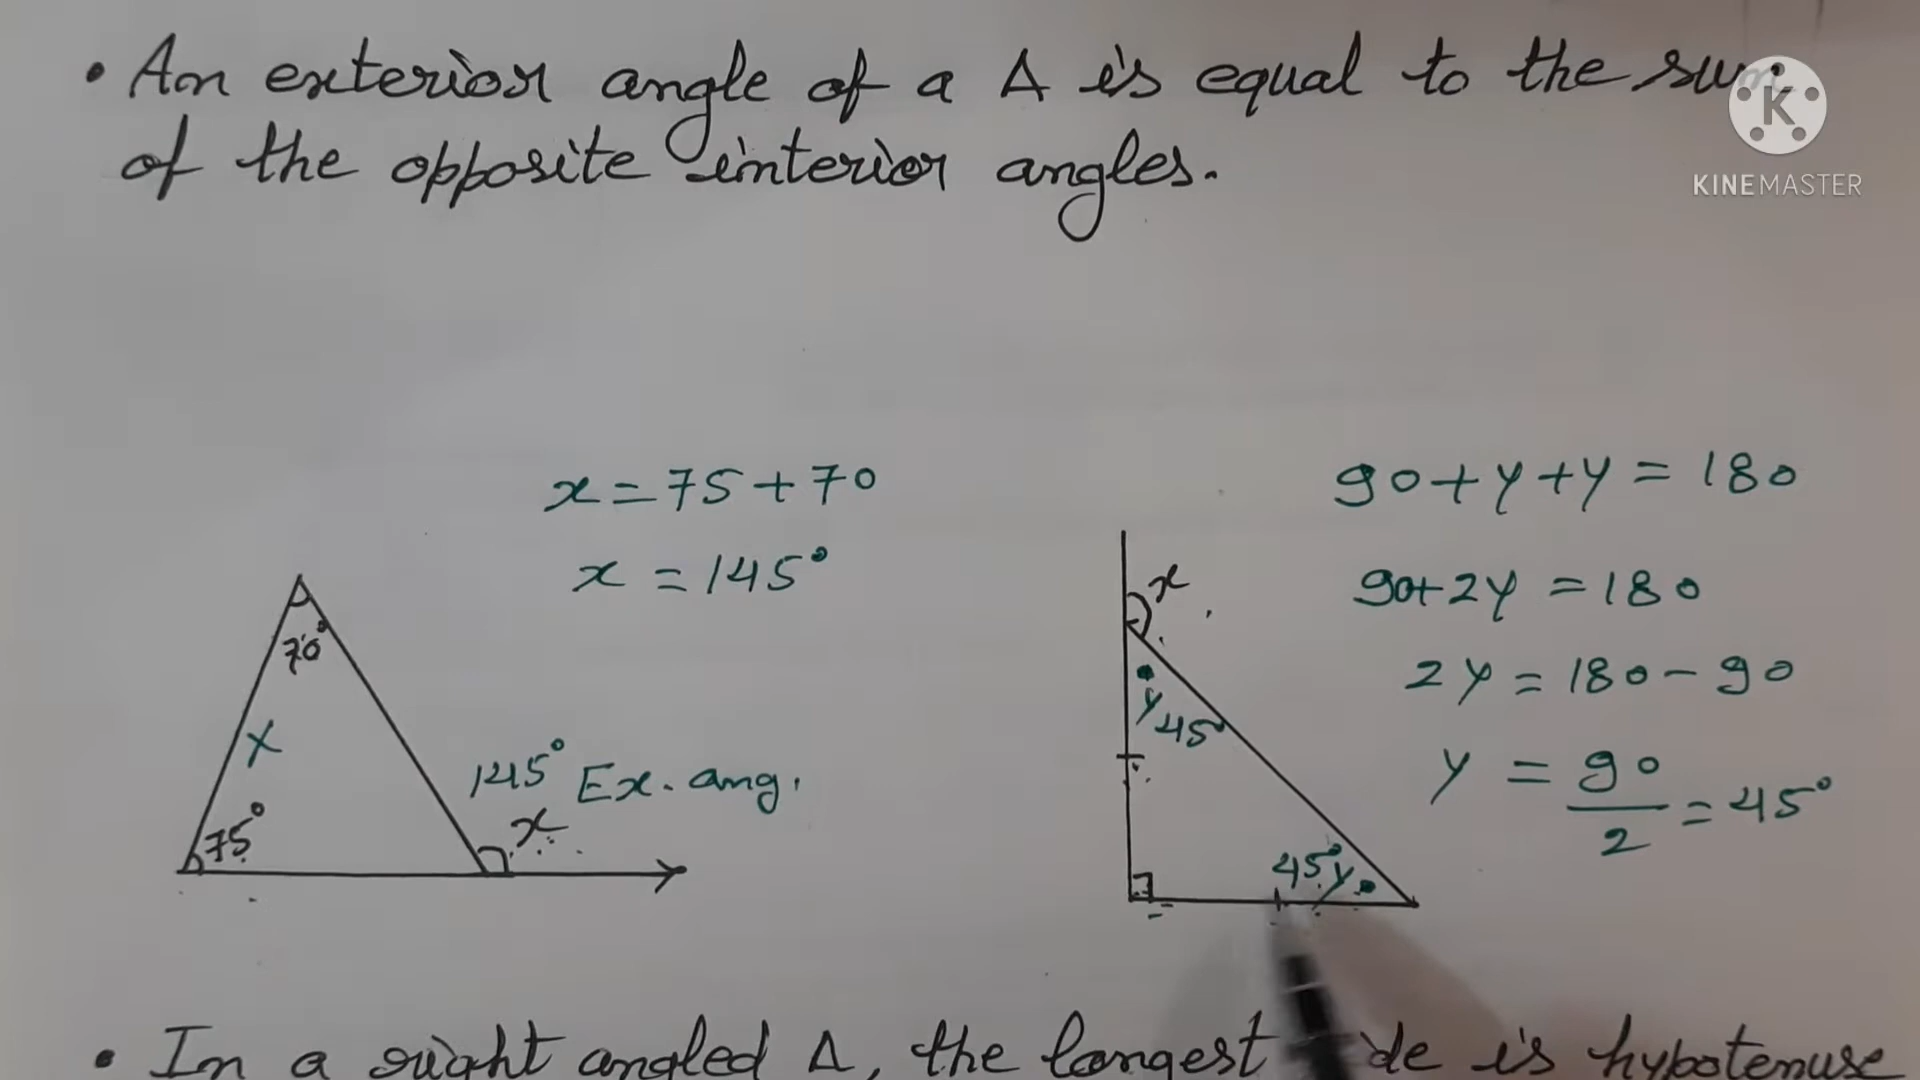 • An exterior angle of a Δ is equal to the sum
of the opposite interior angles.
KINEMASTER
x = 75 + 70
x = 145°
70°
X
75°
145° Ex. ang.
x
90 + y + y = 180
90 + 2y = 180
2y = 180 - 90
y = 90/2 = 45°
x
y 45°
45° y
• In a right angled Δ, the longest side is hypotenuse